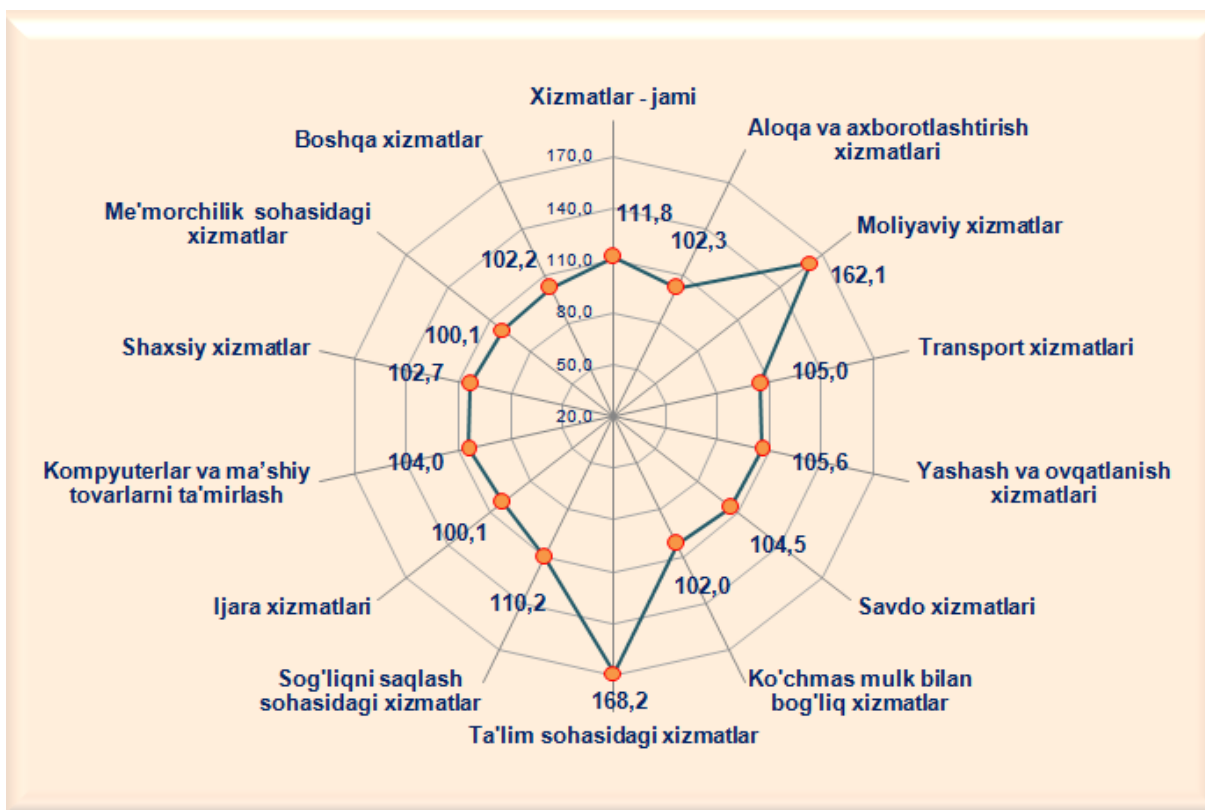 Xizmatlar - jami
Aloqa va axborotlashtirish
xizmatlari
Moliyaviy xizmatlar
Transport xizmatlari
Yashash va ovqatlanish
xizmatlari
Savdo xizmatlari
Ko'chmas mulk bilan
bog'liq xizmatlar
Ta'lim sohasidagi xizmatlar
Sog'liqni saqlash
sohasidagi xizmatlar
Ijara xizmatlari
Kompyuterlar va ma’shiy
tovarlarni ta'mirlash
Shaxsiy xizmatlar
Me'morchilik sohasidagi
xizmatlar
Boshqa xizmatlar
170,0
140,0
110,0
80,0
50,0
20,0
111,8
102,3
162,1
105,0
105,6
104,5
102,0
168,2
110,2
100,1
104,0
102,7
100,1
102,2